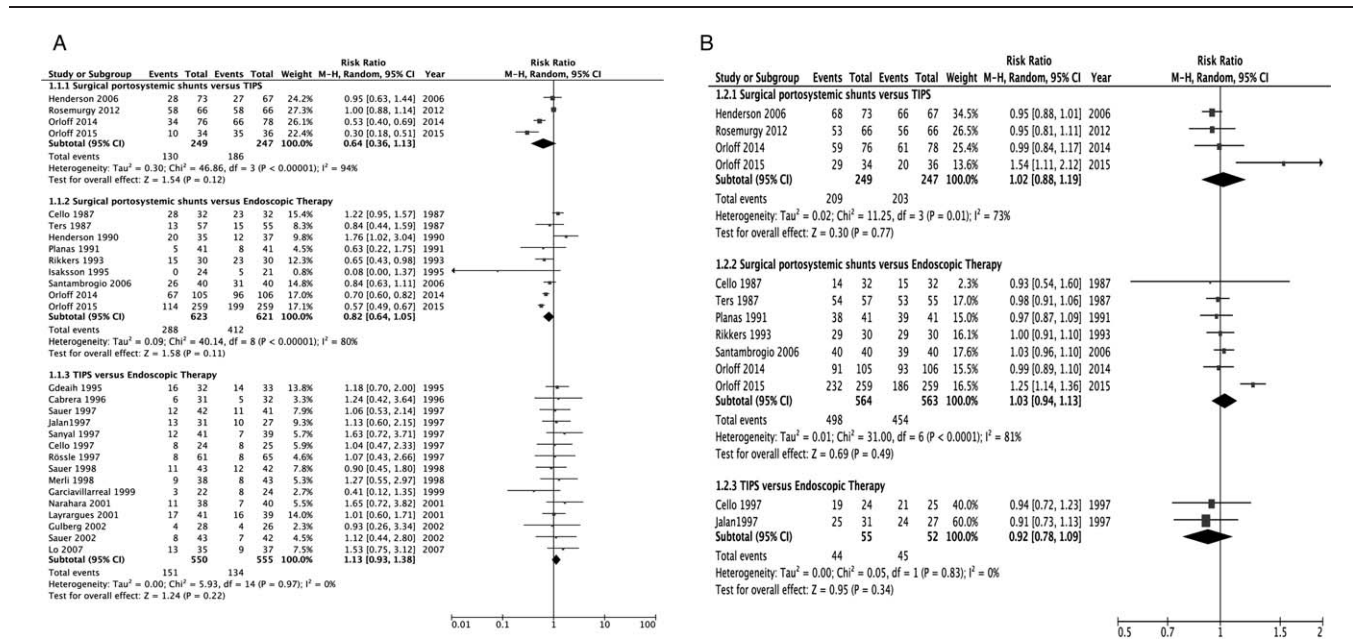 A
Risk Ratio Risk Ratio
Study or Subgroup Events Total Events Total Weight M-H, Random, 95% CI Year M-H, Random, 95% CI
1.1.1 Surgical portosystemic shunts versus TIPS
Henderson 2006 28 73 27 67 24.2% 0.95 [0.63, 1.44] 2006
Rosemurgy 2012 58 66 58 66 27.3% 1.00 [0.88, 1.14] 2012
Orloff 2014 34 76 66 78 26.1% 0.53 [0.40, 0.69] 2014
Orloff 2015 10 34 35 36 22.4% 0.30 [0.18, 0.51] 2015
Subtotal (95% CI) 249 247 100.0% 0.64 [0.36, 1.13]
Total events 130 186
Heterogeneity: Tau² = 0.30; Chi² = 46.86, df = 3 (P < 0.00001); I² = 94%
Test for overall effect: Z = 1.54 (P = 0.12)
1.1.2 Surgical portosystemic shunts versus Endoscopic Therapy
Cello 1987 28 32 23 32 15.4% 1.22 [0.95, 1.57] 1987
Ters 1987 13 57 15 55 8.3% 0.84 [0.44, 1.59] 1987
Henderson 1990 20 35 12 37 9.8% 1.76 [1.02, 3.04] 1990
Planas 1991 5 41 8 41 4.5% 0.63 [0.22, 1.75] 1991
Rikkers 1993 15 30 23 30 12.3% 0.65 [0.43, 0.98] 1993
Isaksson 1995 0 24 5 21 0.8% 0.08 [0.00, 1.37] 1995
Santambrogio 2006 26 40 31 40 14.8% 0.84 [0.63, 1.11] 2006
Orloff 2014 67 105 96 106 17.0% 0.70 [0.60, 0.82] 2014
Orloff 2015 114 259 199 259 17.1% 0.57 [0.49, 0.67] 2015
Subtotal (95% CI) 623 621 100.0% 0.82 [0.64, 1.05]
Total events 288 412
Heterogeneity: Tau² = 0.09; Chi² = 40.14, df = 8 (P < 0.00001); I² = 80%
Test for overall effect: Z = 1.58 (P = 0.11)
1.1.3 TIPS versus Endoscopic Therapy
Gdeaih 1995 16 32 14 33 13.8% 1.18 [0.70, 2.00] 1995
Cabrera 1996 6 31 5 32 3.3% 1.24 [0.42, 3.64] 1996
Sauer 1997 12 42 11 41 7.9% 1.06 [0.53, 2.14] 1997
Jalan1997 13 31 10 27 9.5% 1.13 [0.60, 2.15] 1997
Sanyal 1997 12 41 7 39 5.7% 1.63 [0.72, 3.71] 1997
Cello 1997 8 24 8 25 5.9% 1.04 [0.47, 2.33] 1997
Rössle 1997 8 61 8 65 4.6% 1.07 [0.43, 2.66] 1997
Sauer 1998 11 43 12 42 7.8% 0.90 [0.45, 1.80] 1998
Merli 1998 9 38 8 43 5.4% 1.27 [0.55, 2.97] 1998
Garciavillarreal 1999 3 22 8 24 2.7% 0.41 [0.12, 1.35] 1999
Narahara 2001 11 38 7 40 5.5% 1.65 [0.72, 3.82] 2001
Layrargues 2001 17 41 16 39 14.0% 1.01 [0.60, 1.71] 2001
Gulberg 2002 4 28 4 26 2.3% 0.93 [0.26, 3.34] 2002
Sauer 2002 8 43 7 42 4.4% 1.12 [0.44, 2.80] 2002
Lo 2007 13 35 9 37 7.5% 1.53 [0.75, 3.12] 2007
Subtotal (95% CI) 550 555 100.0% 1.13 [0.93, 1.38]
Total events 151 134
Heterogeneity: Tau² = 0.00; Chi² = 5.93, df = 14 (P = 0.97); I² = 0%
Test for overall effect: Z = 1.24 (P = 0.22)
0.01 0.1 1 10 100
B
Risk Ratio Risk Ratio
Study or Subgroup Events Total Events Total Weight M-H, Random, 95% CI Year M-H, Random, 95% CI
1.2.1 Surgical portosystemic shunts versus TIPS
Henderson 2006 68 73 66 67 34.5% 0.95 [0.88, 1.01] 2006
Rosemurgy 2012 53 66 56 66 26.5% 0.95 [0.81, 1.11] 2012
Orloff 2014 59 76 61 78 25.4% 0.99 [0.84, 1.17] 2014
Orloff 2015 29 34 20 36 13.6% 1.54 [1.11, 2.12] 2015
Subtotal (95% CI) 249 247 100.0% 1.02 [0.88, 1.19]
Total events 209 203
Heterogeneity: Tau² = 0.02; Chi² = 11.25, df = 3 (P = 0.01); I² = 73%
Test for overall effect: Z = 0.30 (P = 0.77)
1.2.2 Surgical portosystemic shunts versus Endoscopic Therapy
Cello 1987 14 32 15 32 2.3% 0.93 [0.54, 1.60] 1987
Ters 1987 54 57 53 55 18.0% 0.98 [0.91, 1.06] 1987
Planas 1991 38 41 39 41 15.2% 0.97 [0.87, 1.09] 1991
Rikkers 1993 29 30 29 30 16.1% 1.00 [0.91, 1.10] 1993
Santambrogio 2006 40 40 39 40 17.6% 1.03 [0.96, 1.10] 2006
Orloff 2014 91 105 93 106 15.4% 0.99 [0.89, 1.10] 2014
Orloff 2015 232 259 186 259 16.5% 1.25 [1.14, 1.36] 2015
Subtotal (95% CI) 564 563 100.0% 1.03 [0.94, 1.13]
Total events 498 454
Heterogeneity: Tau² = 0.01; Chi² = 31.00, df = 6 (P < 0.0001); I² = 81%
Test for overall effect: Z = 0.69 (P = 0.49)
1.2.3 TIPS versus Endoscopic Therapy
Cello 1997 19 24 21 25 40.0% 0.94 [0.72, 1.23] 1997
Jalan1997 25 31 24 27 60.0% 0.91 [0.73, 1.13] 1997
Subtotal (95% CI) 55 52 100.0% 0.92 [0.78, 1.09]
Total events 44 45
Heterogeneity: Tau² = 0.00; Chi² = 0.05, df = 1 (P = 0.83); I² = 0%
Test for overall effect: Z = 0.95 (P = 0.34)
0.5 0.7 1 1.5 2